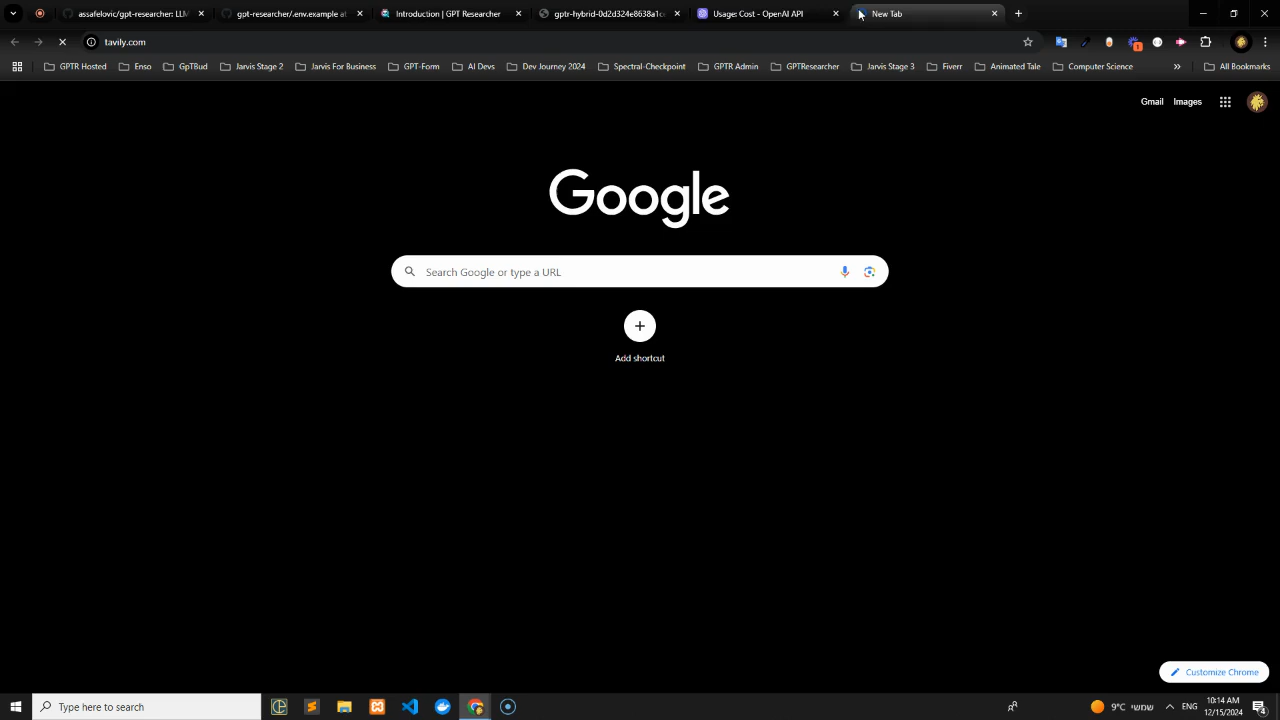 assafelovic/gpt-researcher: LLM
gpt-researcher/.env.example at
Introduction | GPT Researcher
gptr-hybrid-0d2d324e8638a1c
Usage: Cost - OpenAI API
New Tab
tavily.com
1
GPTR Hosted
Enso
GpTBud
Jarvis Stage 2
Jarvis For Business
GPT-Form
AI Devs
Dev Journey 2024
Spectral-Checkpoint
GPTR Admin
GPTResearcher
Jarvis Stage 3
Fiverr
Animated Tale
Computer Science
All Bookmarks
Gmail
Images
Google
Search Google or type a URL
Add shortcut
Customize Chrome
Type here to search
9°C
שמשי
ENG
10:14 AM
12/15/2024
4